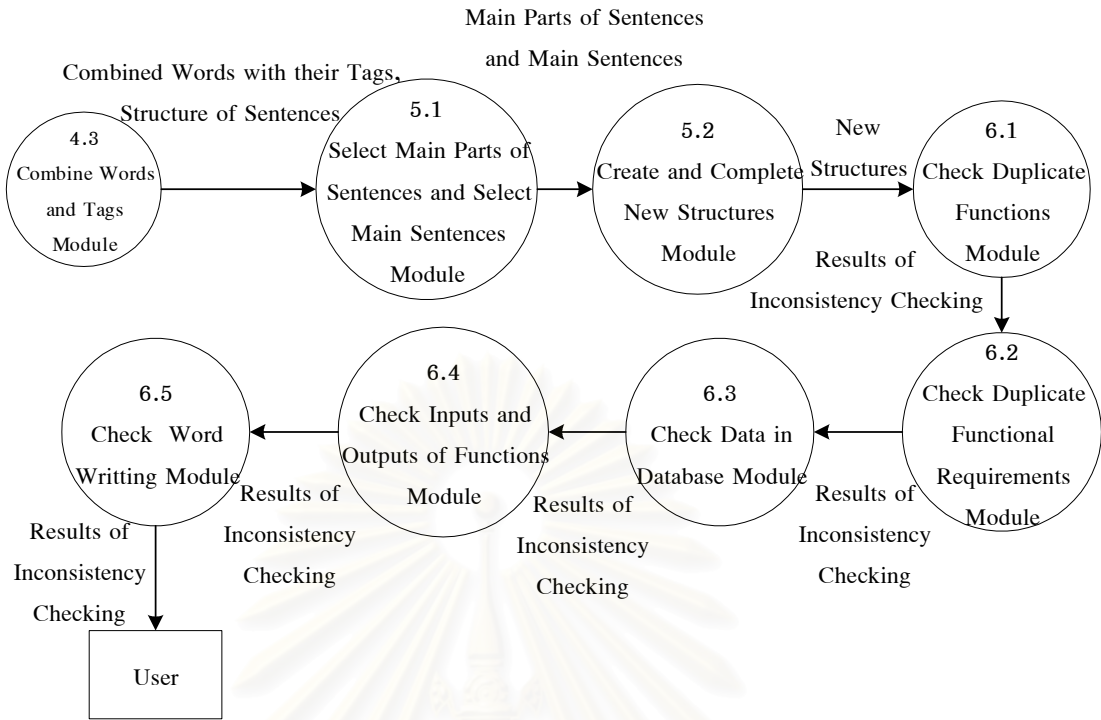 Main Parts of Sentences
and Main Sentences
Combined Words with their Tags,
Structure of Sentences
4.3
Combine Words
and Tags
Module
5.1
Select Main Parts of
Sentences and Select
Main Sentences
Module
5.2
Create and Complete
New Structures
Module
New
Structures
6.1
Check Duplicate
Functions
Module
Results of
Inconsistency Checking
6.2
Check Duplicate
Functional
Requirements
Module
Results of
Inconsistency
Checking
6.3
Check Data in
Database Module
Results of
Inconsistency
Checking
6.4
Check Inputs and
Outputs of Functions
Module
Results of
Inconsistency
Checking
6.5
Check Word
Writting Module
Results of
Inconsistency
Checking
User